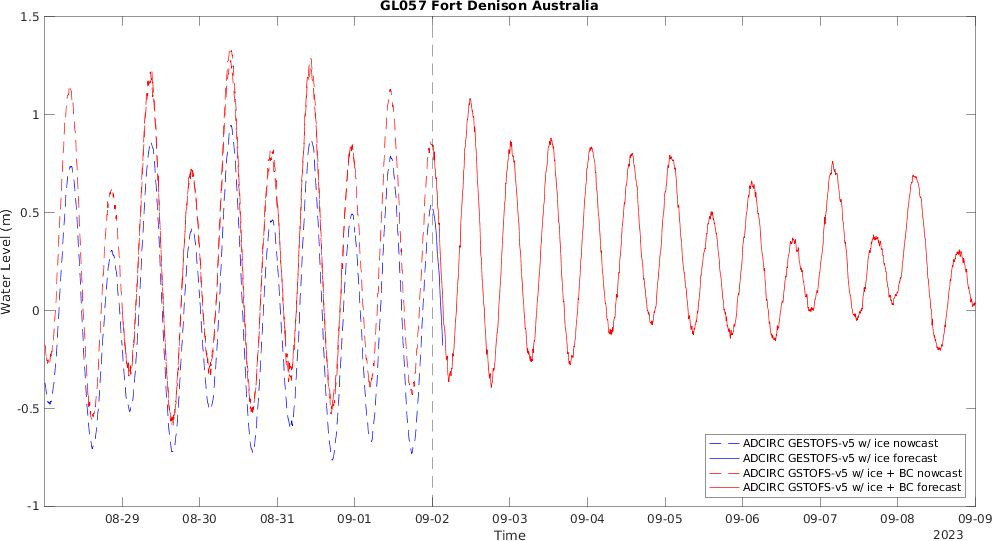 GL057 Fort Denison Australia
1.5
1
0.5
0
-0.5
-1
Water Level (m)
08-29 08-30 08-31 09-01 09-02 09-03 09-04 09-05 09-06 09-07 09-08 09-09
Time
2023
ADCIRC GESTOFS-v5 w/ ice nowcast
ADCIRC GESTOFS-v5 w/ ice forecast
ADCIRC GSTOFS-v5 w/ ice + BC nowcast
ADCIRC GSTOFS-v5 w/ ice + BC forecast